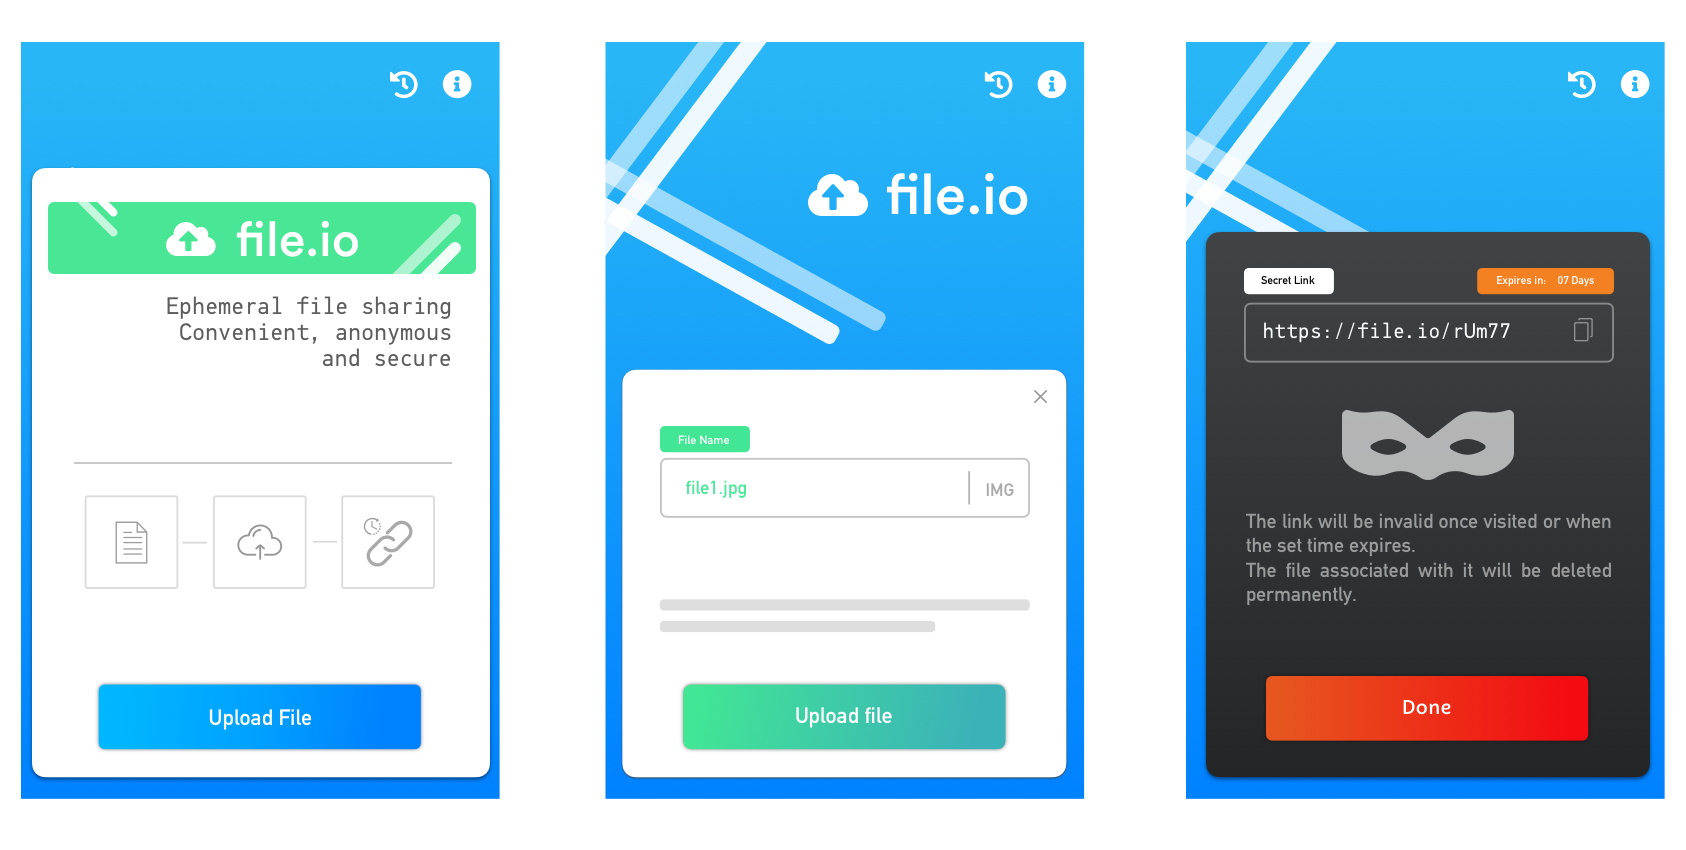 file.io
Ephemeral file sharing
Convenient, anonymous
and secure
Upload File
file.io
File Name
file1.jpg
IMG
Upload file
Secret Link
Expires in: 07 Days
https://file.io/rUm77
The link will be invalid once visited or when
the set time expires.
The file associated with it will be deleted
permanently.
Done